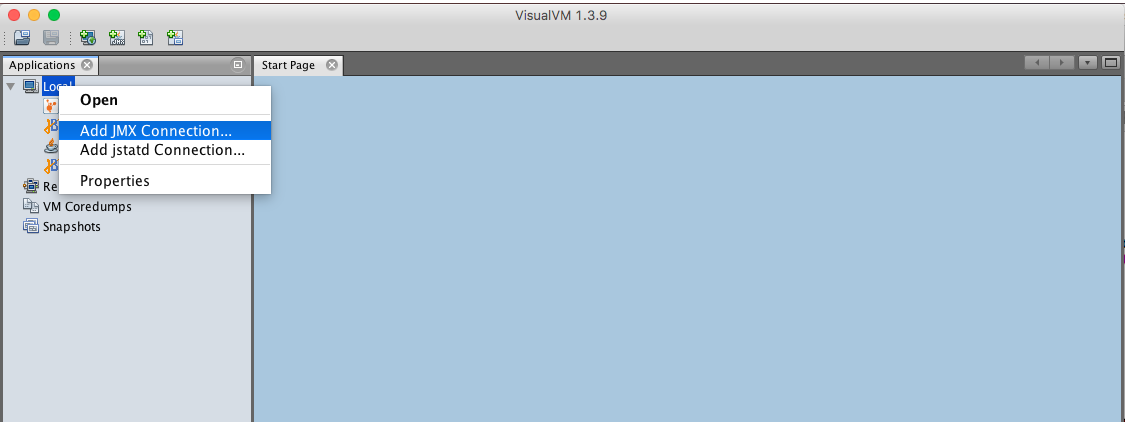 VisualVM 1.3.9
Applications
Start Page
Local
Open
Add JMX Connection...
Add jstatd Connection...
Properties
Re
VM Coredumps
Snapshots